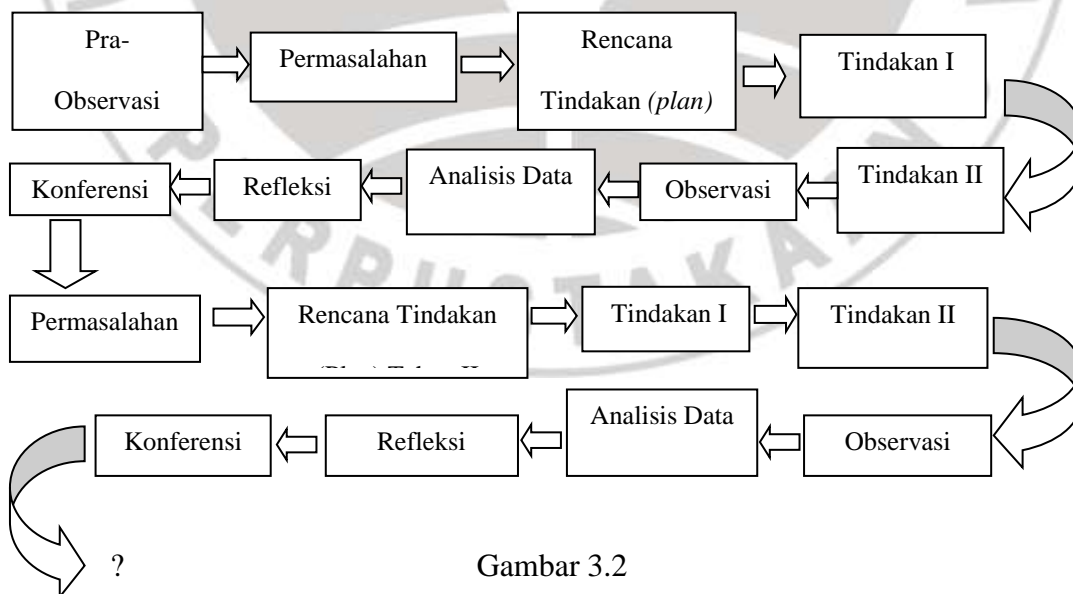 Pra-
Observasi
Permasalahan
Rencana
Tindakan (plan)
Tindakan I
Konferensi
Refleksi
Analisis Data
Observasi
Tindakan II
Permasalahan
Rencana Tindakan
Tindakan I
Tindakan II
Konferensi
Refleksi
Analisis Data
Observasi
?
Gambar 3.2
PERPUSTAKAAN